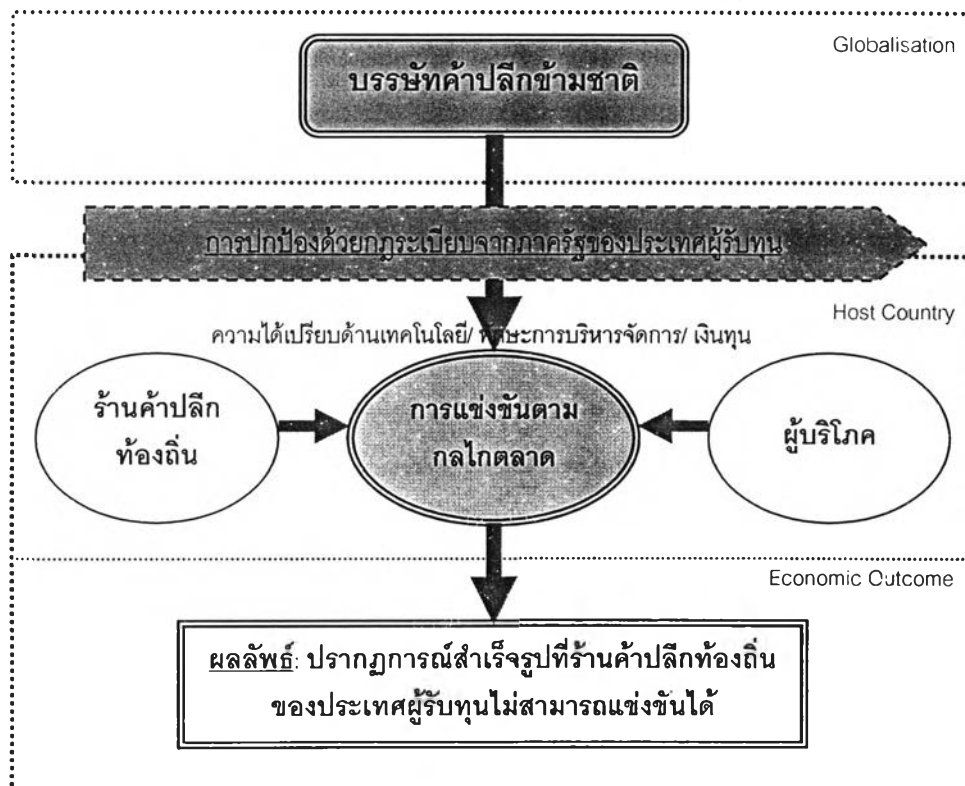 Globalisation
บรรษัทค้าปลีกข้ามชาติ
การปกป้องด้วยกฎระเบียบจากภาครัฐของประเทศผู้รับทุน
Host Country
ความได้เปรียบด้านเทคโนโลยี/ ทักษะการบริหารจัดการ/ เงินทุน
ร้านค้าปลีก
ท้องถิ่น
การแข่งขันตาม
กลไกตลาด
ผู้บริโภค
Economic Outcome
ผลลัพธ์: ปรากฏการณ์สำเร็จรูปที่ร้านค้าปลีกท้องถิ่น
ของประเทศผู้รับทุนไม่สามารถแข่งขันได้